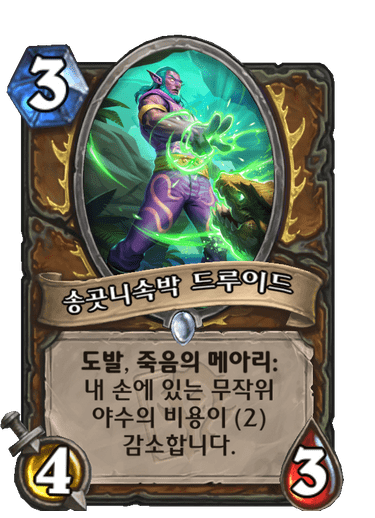 3
송곳니속박 드루이드
도발, 죽음의 메아리:
내 손에 있는 무작위
야수의 비용이 (2)
감소합니다.
4
3